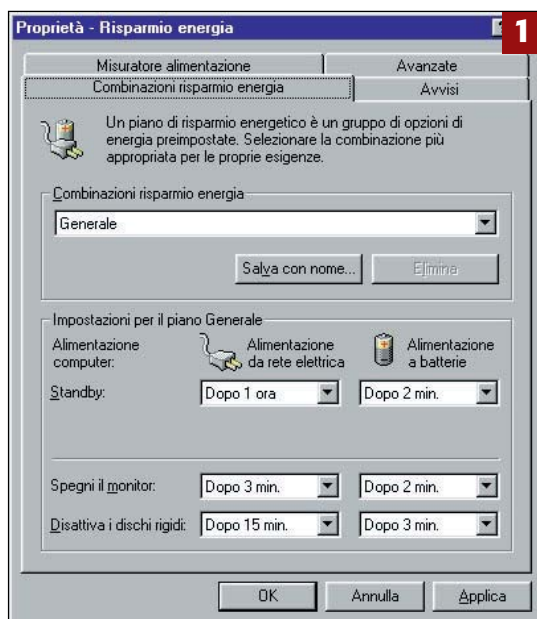 Proprietà - Risparmio energia
1
Misuratore alimentazione
Avanzate
Combinazioni risparmio energia
Avvisi
Un piano di risparmio energetico è un gruppo di opzioni di
energia preimpostate. Selezionare la combinazione più
appropriata per le proprie esigenze.
Combinazioni risparmio energia
Generale
Salva con nome...
Elimina
Impostazioni per il piano Generale
Alimentazione
computer:
Alimentazione
da rete elettrica
Alimentazione
a batterie
Standby:
Dopo 1 ora
Dopo 2 min.
Spegni il monitor:
Dopo 3 min.
Dopo 2 min.
Disattiva i dischi rigidi:
Dopo 15 min.
Dopo 3 min.
OK
Annulla
Applica